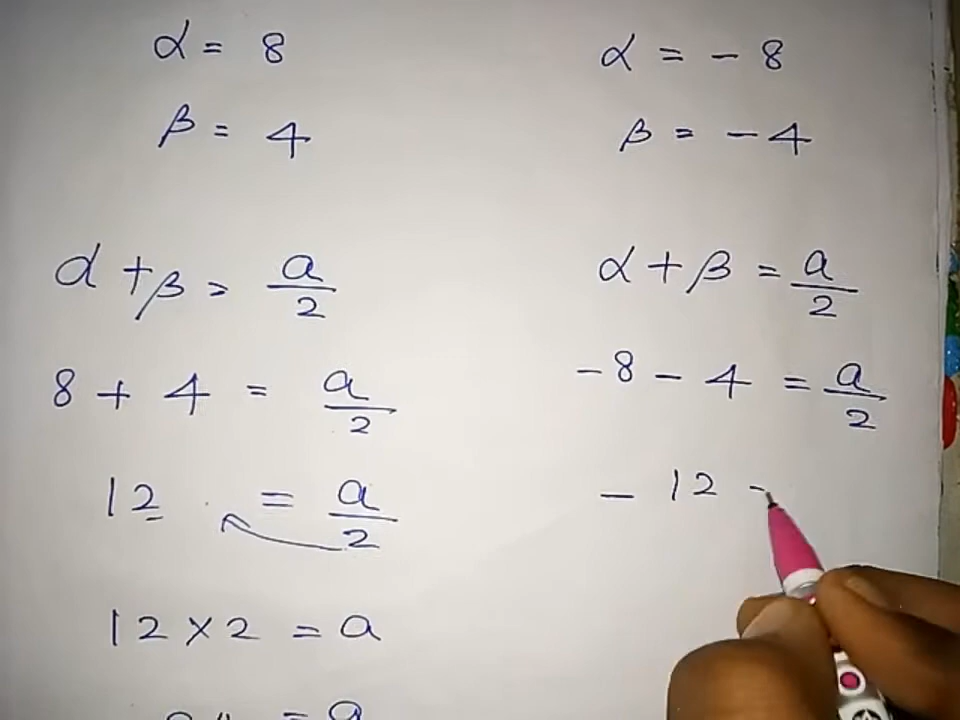 α = 8
β = 4
α + β = a/2
8 + 4 = a/2
12 = a/2
12 × 2 = a
= a
α = - 8
β = - 4
α + β = a/2
- 8 - 4 = a/2
- 12